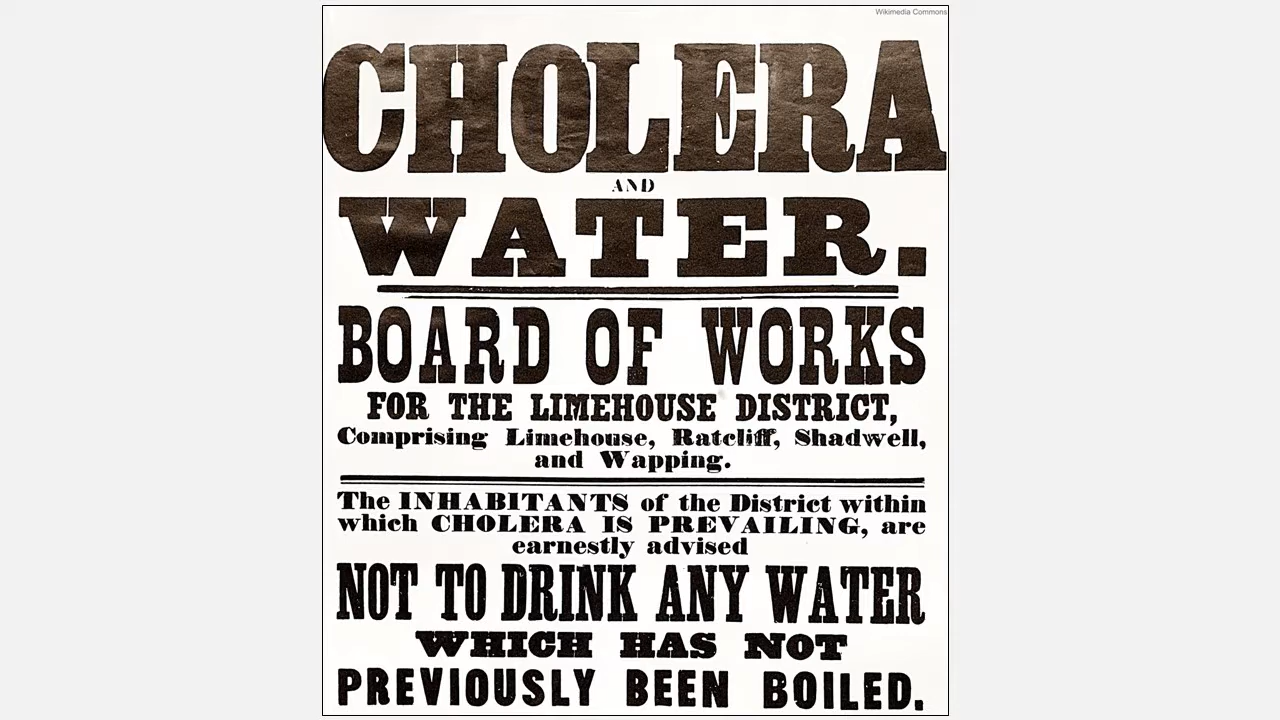 Wikimedia Commons
CHOLERA
AND
WATER.
BOARD OF WORKS
FOR THE LIMEHOUSE DISTRICT,
Comprising Limehouse, Ratcliff, Shadwell,
and Wapping.
The INHABITANTS of the District within
which CHOLERA IS PREVAILING, are
earnestly advised
NOT TO DRINK ANY WATER
WHICH HAS NOT
PREVIOUSLY BEEN BOILED.